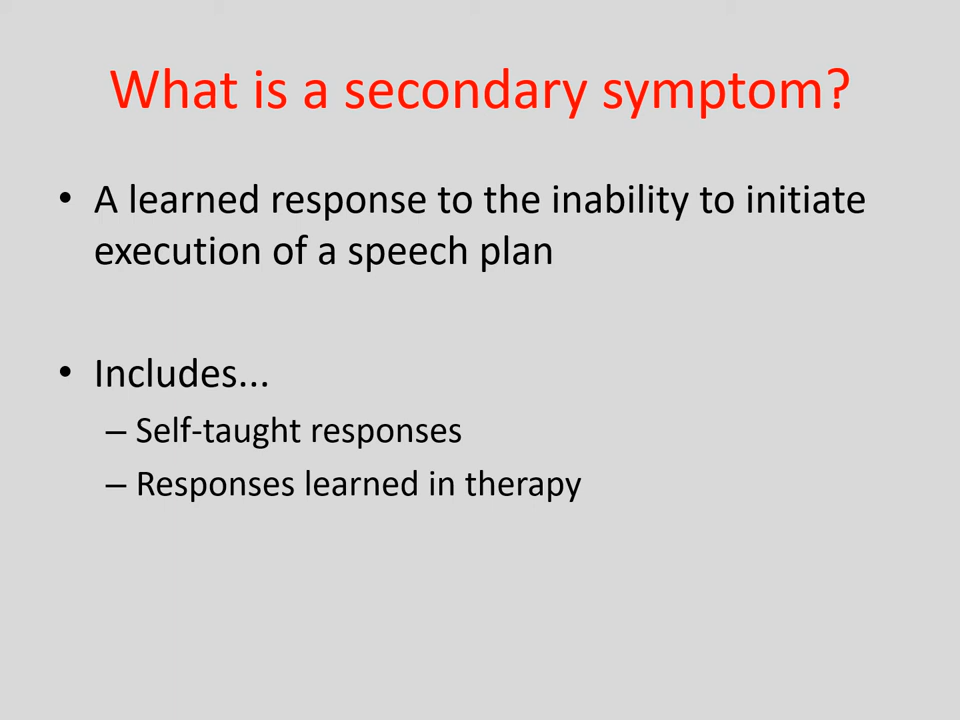 What is a secondary symptom?
• A learned response to the inability to initiate
execution of a speech plan
• Includes...
– Self-taught responses
– Responses learned in therapy